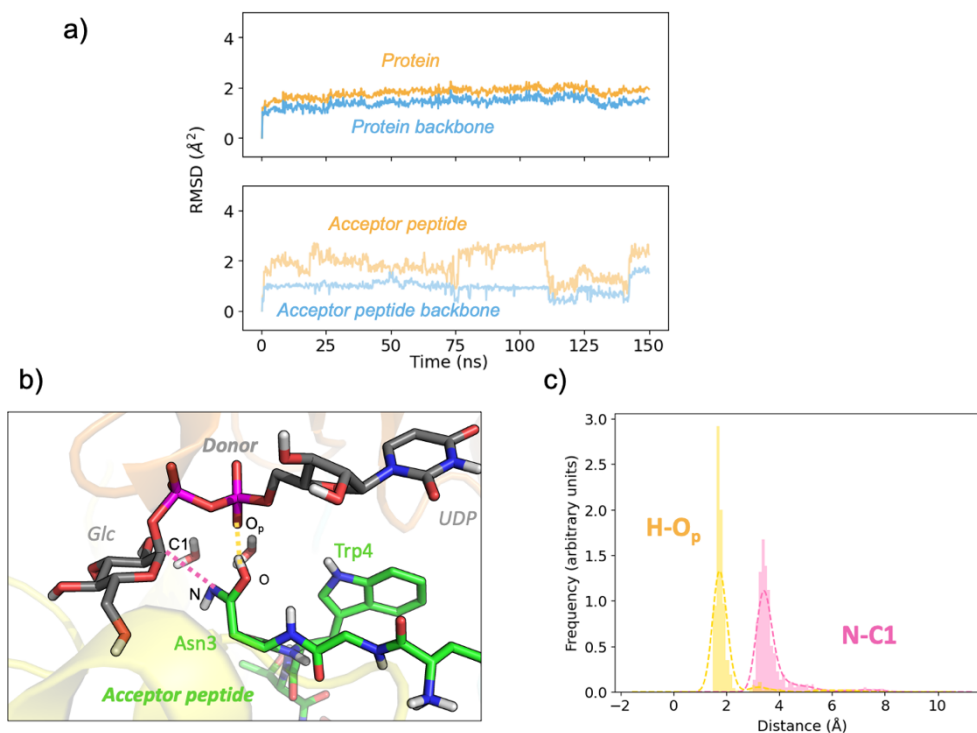 a)
RMSD (Å²)
4
2
0
Protein
Protein backbone
4
2
0
Acceptor peptide
Acceptor peptide backbone
0 25 50 75 100 125 150
Time (ns)
b)
Donor
UDP
Glc
C1
Oₚ
O
N
Trp4
Asn3
Acceptor peptide
c)
Frequency (arbitrary units)
3.0
2.5
2.0
1.5
1.0
0.5
0.0
H-Oₚ
N-C1
−2 0 2 4 6 8 10
Distance (Å)